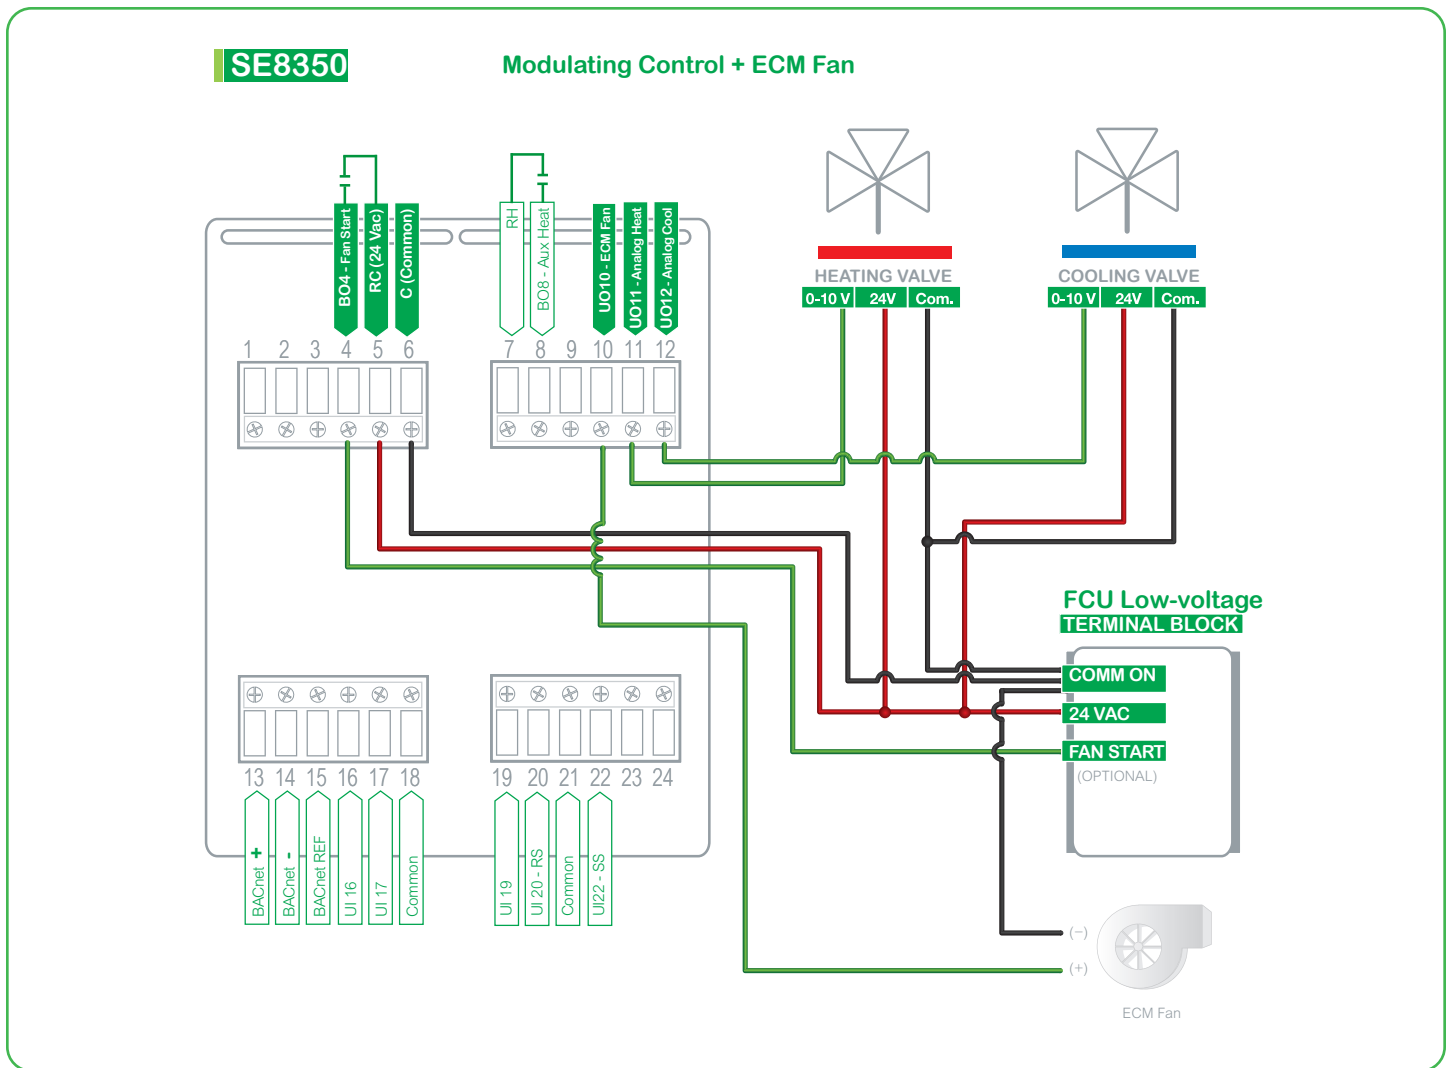 SE8350
Modulating Control + ECM Fan
BO4 - Fan Start
RC (24 Vac)
C (Common)
RH
BO8 - Aux Heat
UO10 - ECM Fan
UO11 - Analog Heat
UO12 - Analog Cool
HEATING VALVE
0-10 V 24V Com.
COOLING VALVE
0-10 V 24V Com.
1 2 3 4 5 6
7 8 9 10 11 12
FCU Low-voltage
TERMINAL BLOCK
COMM ON
24 VAC
FAN START
(OPTIONAL)
13 14 15 16 17 18
19 20 21 22 23 24
BACnet +
BACnet -
BACnet REF
UI 16
UI 17
Common
UI 19
UI 20 - RS
Common
UI22 - SS
(−)
(+)
ECM Fan